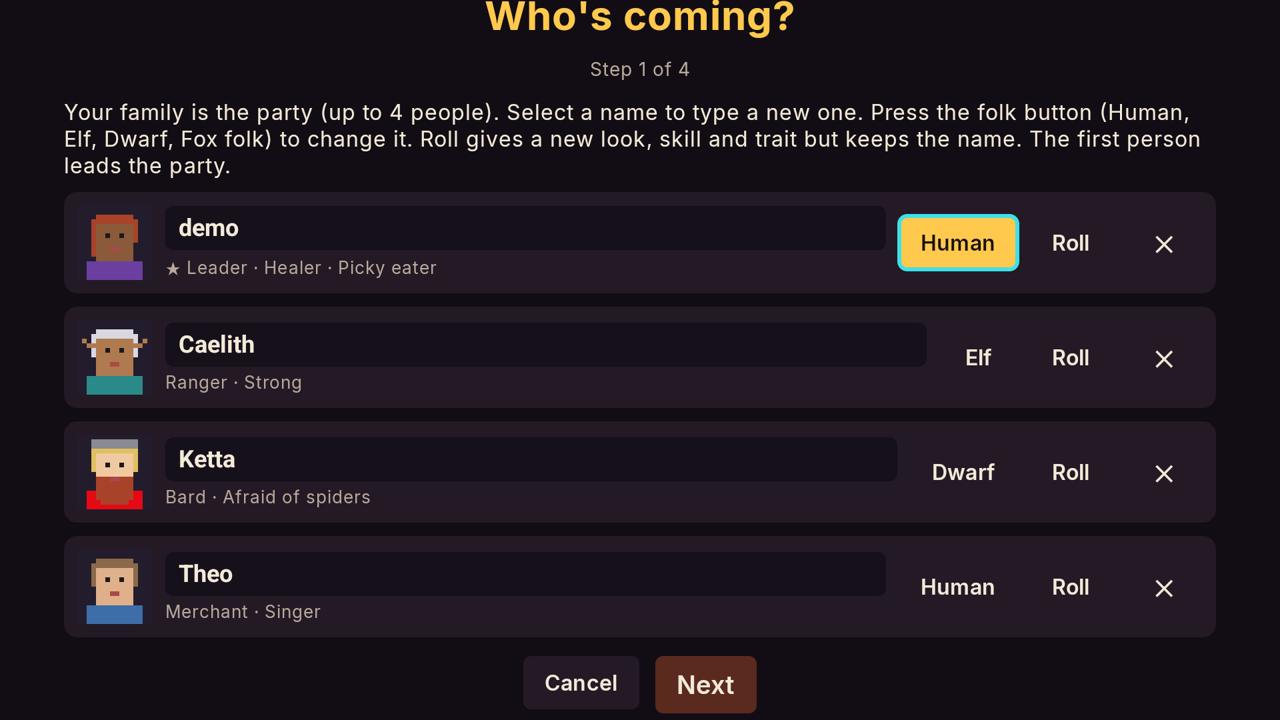 Who's coming?
Step 1 of 4
Your family is the party (up to 4 people). Select a name to type a new one. Press the folk button (Human,
Elf, Dwarf, Fox folk) to change it. Roll gives a new look, skill and trait but keeps the name. The first person
leads the party.
demo
Human Roll ×
★ Leader · Healer · Picky eater
Caelith
Elf Roll ×
Ranger · Strong
Ketta
Dwarf Roll ×
Bard · Afraid of spiders
Theo
Human Roll ×
Merchant · Singer
Cancel Next